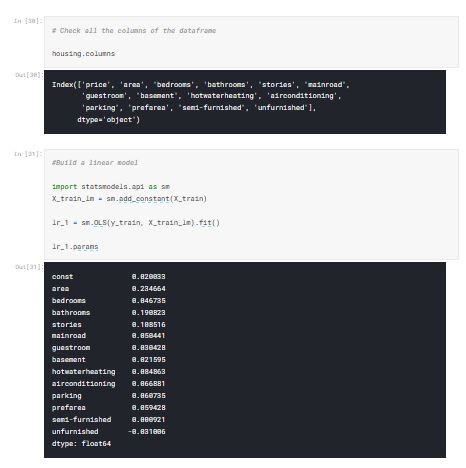 In [30]:
# Check all the columns of the dataframe
housing.columns
Out[30]:
Index(['price', 'area', 'bedrooms', 'bathrooms', 'stories', 'mainroad',
'guestroom', 'basement', 'hotwaterheating', 'airconditioning',
'parking', 'prefarea', 'semi-furnished', 'unfurnished'],
dtype='object')
In [31]:
#Build a linear model
import statsmodels.api as sm
X_train_lm = sm.add_constant(X_train)
lr_1 = sm.OLS(y_train, X_train_lm).fit()
lr_1.params
Out[31]:
const 0.020033
area 0.234664
bedrooms 0.046735
bathrooms 0.190823
stories 0.108516
mainroad 0.050441
guestroom 0.030428
basement 0.021595
hotwaterheating 0.084863
airconditioning 0.066881
parking 0.060735
prefarea 0.059428
semi-furnished 0.000921
unfurnished -0.031006
dtype: float64